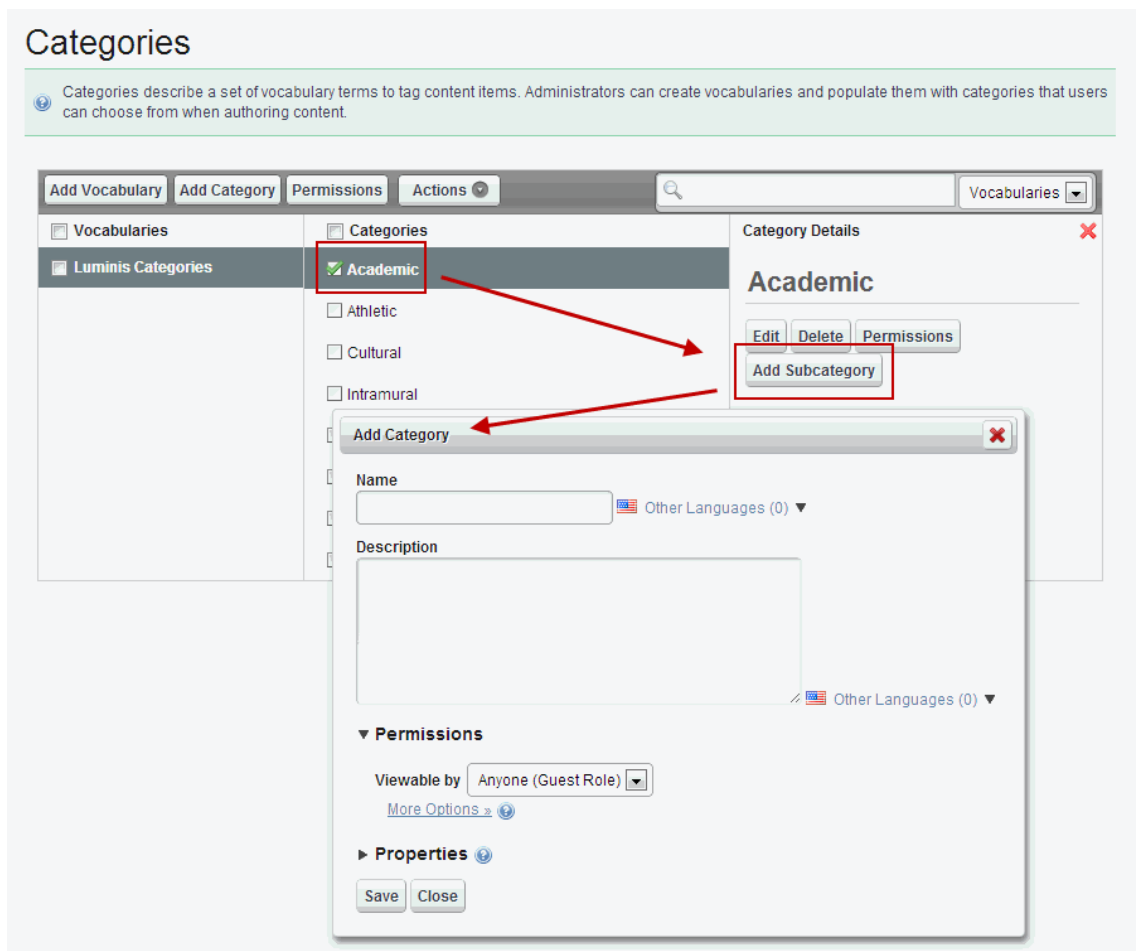 Categories
Categories describe a set of vocabulary terms to tag content items. Administrators can create vocabularies and populate them with categories that users
can choose from when authoring content.
Add Vocabulary Add Category Permissions Actions Vocabularies
Vocabularies Categories Category Details
Luminis Categories Academic
Academic
Athletic
Edit Delete Permissions
Cultural
Add Subcategory
Intramural
Add Category
Name
Other Languages (0)
Description
Other Languages (0)
Permissions
Viewable by Anyone (Guest Role)
More Options »
Properties
Save Close